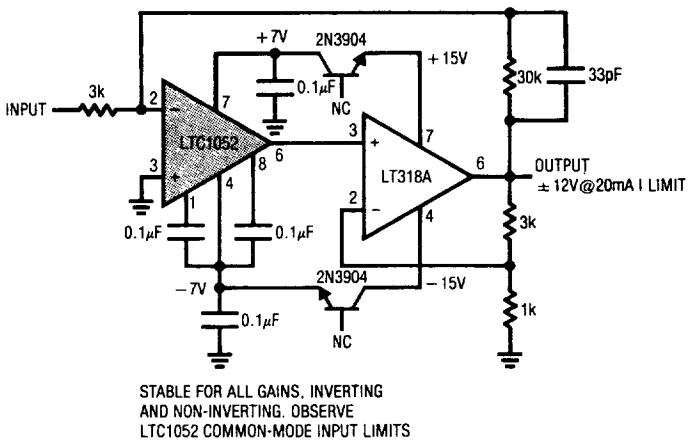 +7V
2N3904
+15V
0.1μF
NC
30k
33pF
INPUT
3k
2
−
7
LTC1052
6
3
+
8
1
4
3
+
7
LT318A
6
2
−
4
OUTPUT
± 12V@20mA I LIMIT
0.1μF
0.1μF
3k
−7V
2N3904
−15V
0.1μF
NC
1k
STABLE FOR ALL GAINS, INVERTING
AND NON-INVERTING. OBSERVE
LTC1052 COMMON-MODE INPUT LIMITS